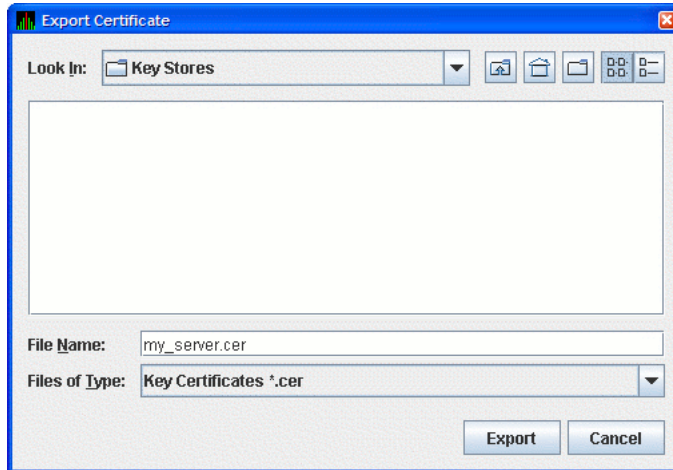 Export Certificate
Look In: Key Stores
File Name: my_server.cer
Files of Type: Key Certificates *.cer
Export Cancel